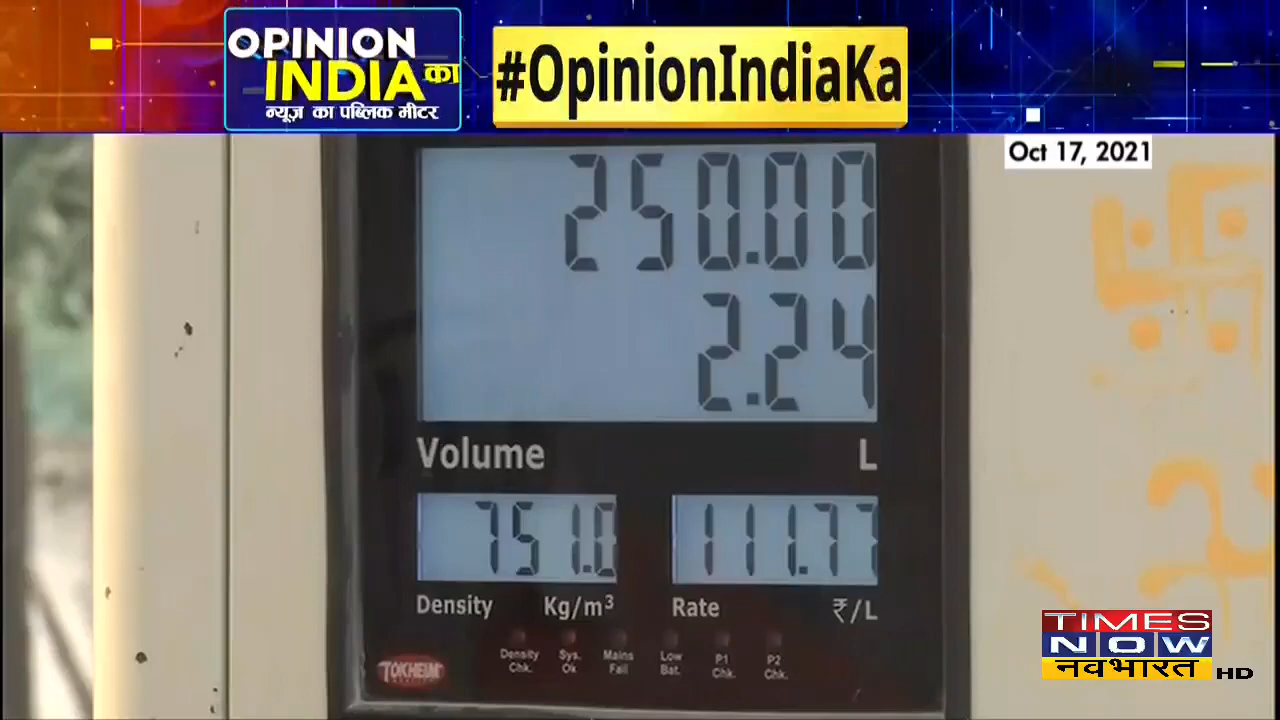 OPINION
INDIA का
न्यूज़ का पब्लिक मीटर
#OpinionIndiaKa
Oct 17, 2021
250.00
2.24
Volume L
751.6
111.77
Density Kg/m³
Rate ₹/L
Density Chk.
Sys. Ok
Mains Fail
Low Bat.
P1 Chk.
P2 Chk.
TOKHEIM
TIMES
NOW
नवभारत HD